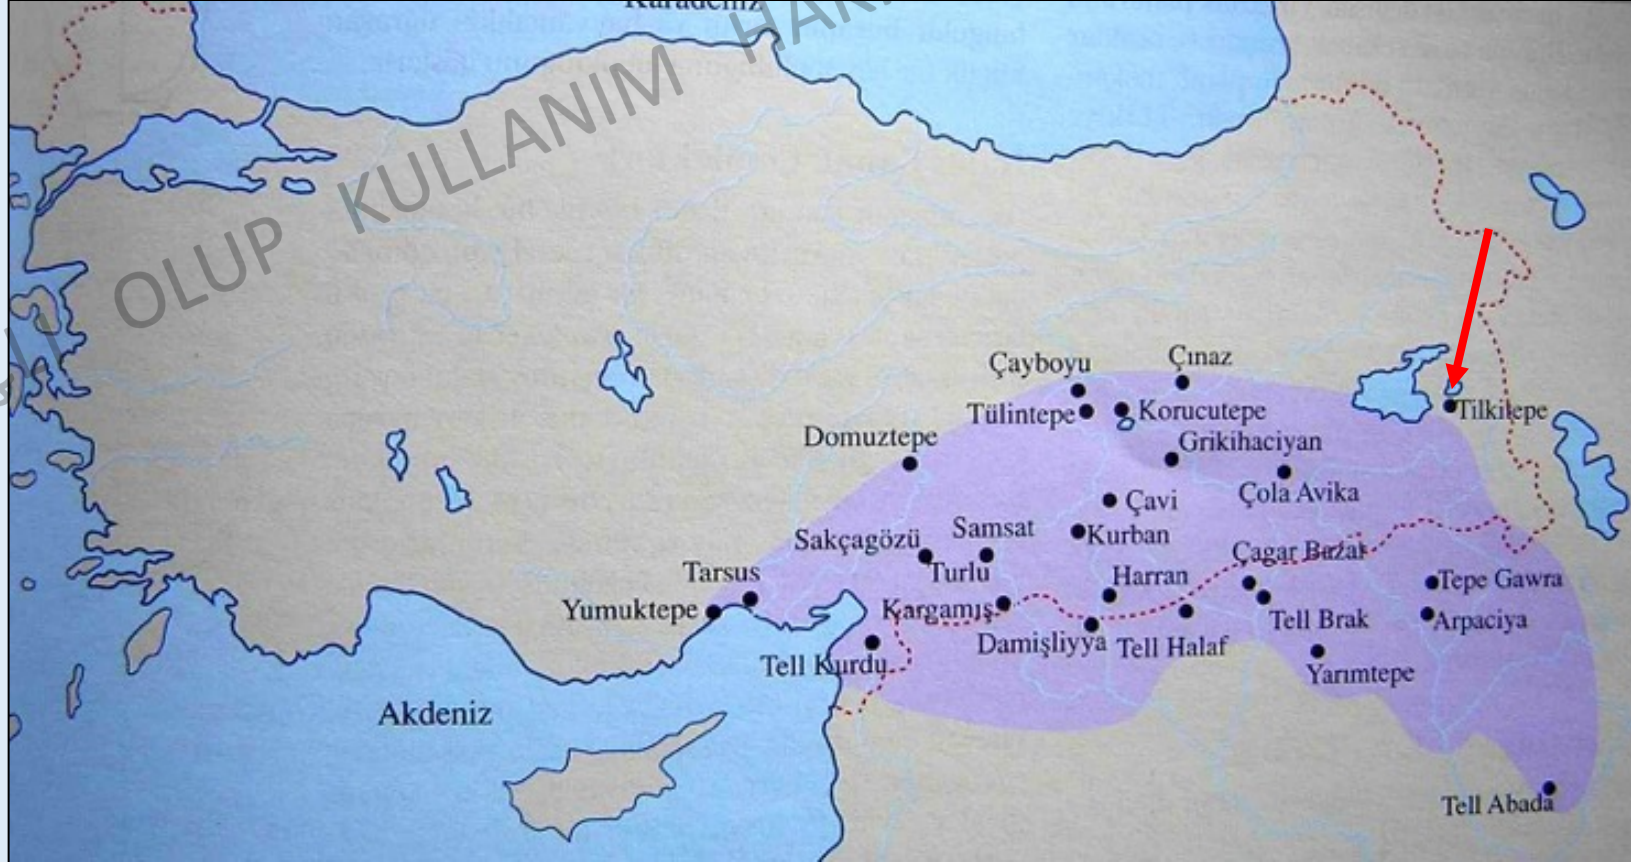 Karadeniz
OLUP KULLANIM
Çayboyu
Çınaz
Tülintepe
Korucutepe
Tilkitepe
Domuztepe
Grikihaciyan
Çavi
Çola Avika
Sakçagözü
Samsat
Kurban
Turlu
Çagar Bazar
Tarsus
Harran
Tepe Gawra
Yumuktepe
Kargamış
Tell Brak
Arpaciya
Damişliyya
Tell Halaf
Tell Kurdu
Yarımtepe
Akdeniz
Tell Abada